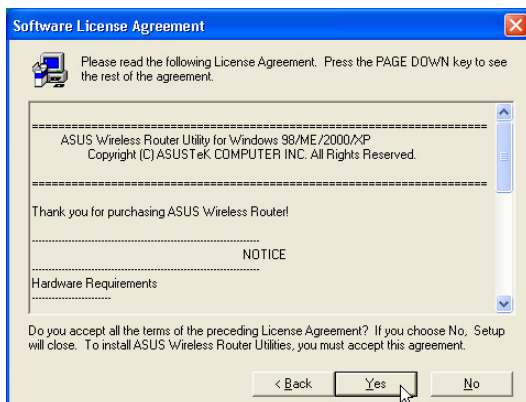 Software License Agreement
Please read the following License Agreement. Press the PAGE DOWN key to see
the rest of the agreement.
===========================================================================
ASUS Wireless Router Utility for Windows 98/ME/2000/XP
Copyright (C) ASUSTeK COMPUTER INC. All Rights Reserved.
===========================================================================
Thank you for purchasing ASUS Wireless Router!
--------------------------------------------------------------------------
NOTICE
--------------------------------------------------------------------------
Hardware Requirements
--------------------------
Do you accept all the terms of the preceding License Agreement? If you choose No, Setup
will close. To install ASUS Wireless Router Utilities, you must accept this agreement.
< Back
Yes
No